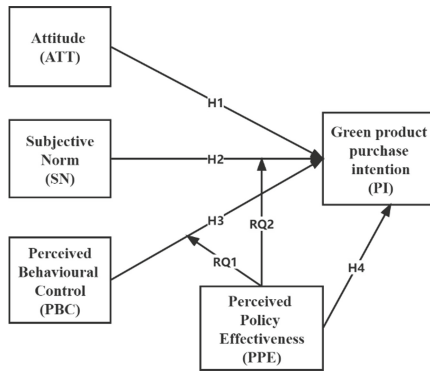 Attitude
(ATT)
H1
Green product
purchase
intention
(PI)
Subjective
Norm
(SN)
H2
H3
RQ2
Perceived
Behavioural
Control
(PBC)
RQ1
H4
Perceived
Policy
Effectiveness
(PPE)